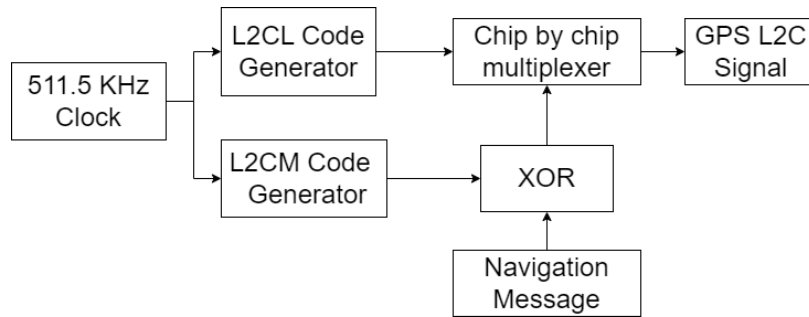 511.5 KHz
Clock
L2CL Code
Generator
L2CM Code
Generator
Chip by chip
multiplexer
XOR
Navigation
Message
GPS L2C
Signal